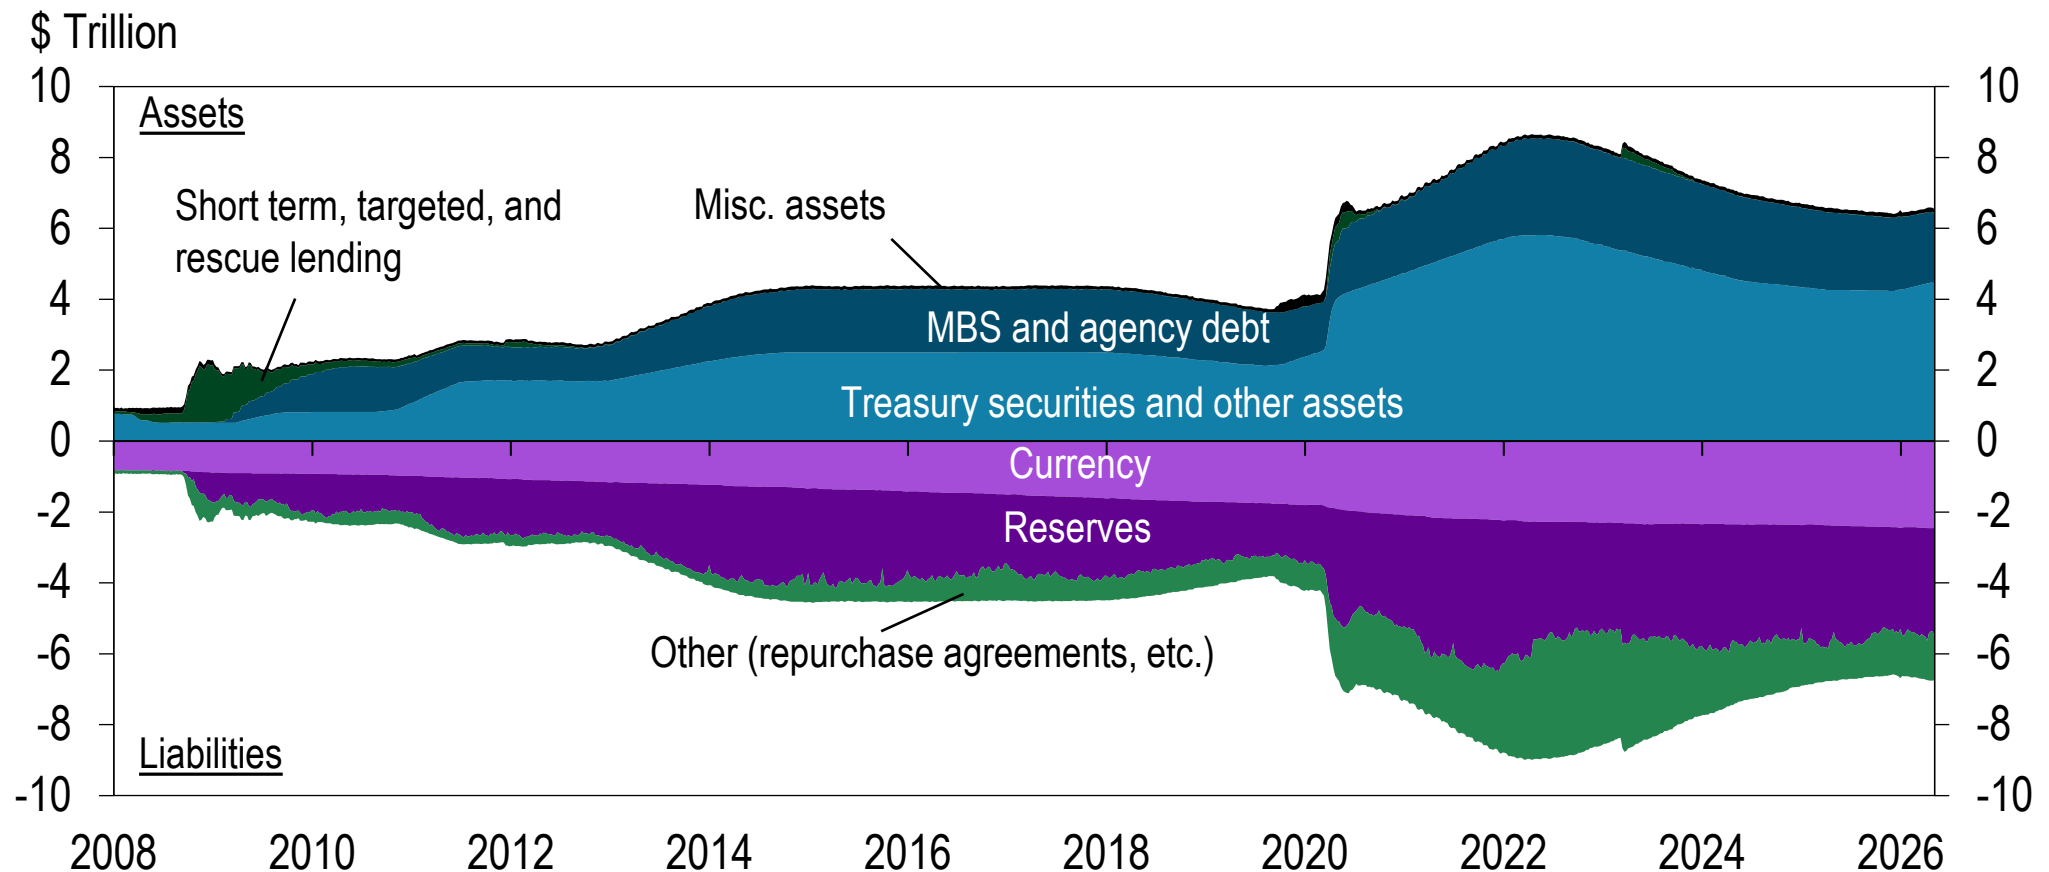 $ Trillion
10 10
Assets
8 8
Short term, targeted, and
rescue lending
Misc. assets
6 6
4 4
MBS and agency debt
2 2
Treasury securities and other assets
0 0
Currency
-2 -2
Reserves
-4 -4
Other (repurchase agreements, etc.)
-6 -6
-8 -8
Liabilities
-10 -10
2008 2010 2012 2014 2016 2018 2020 2022 2024 2026